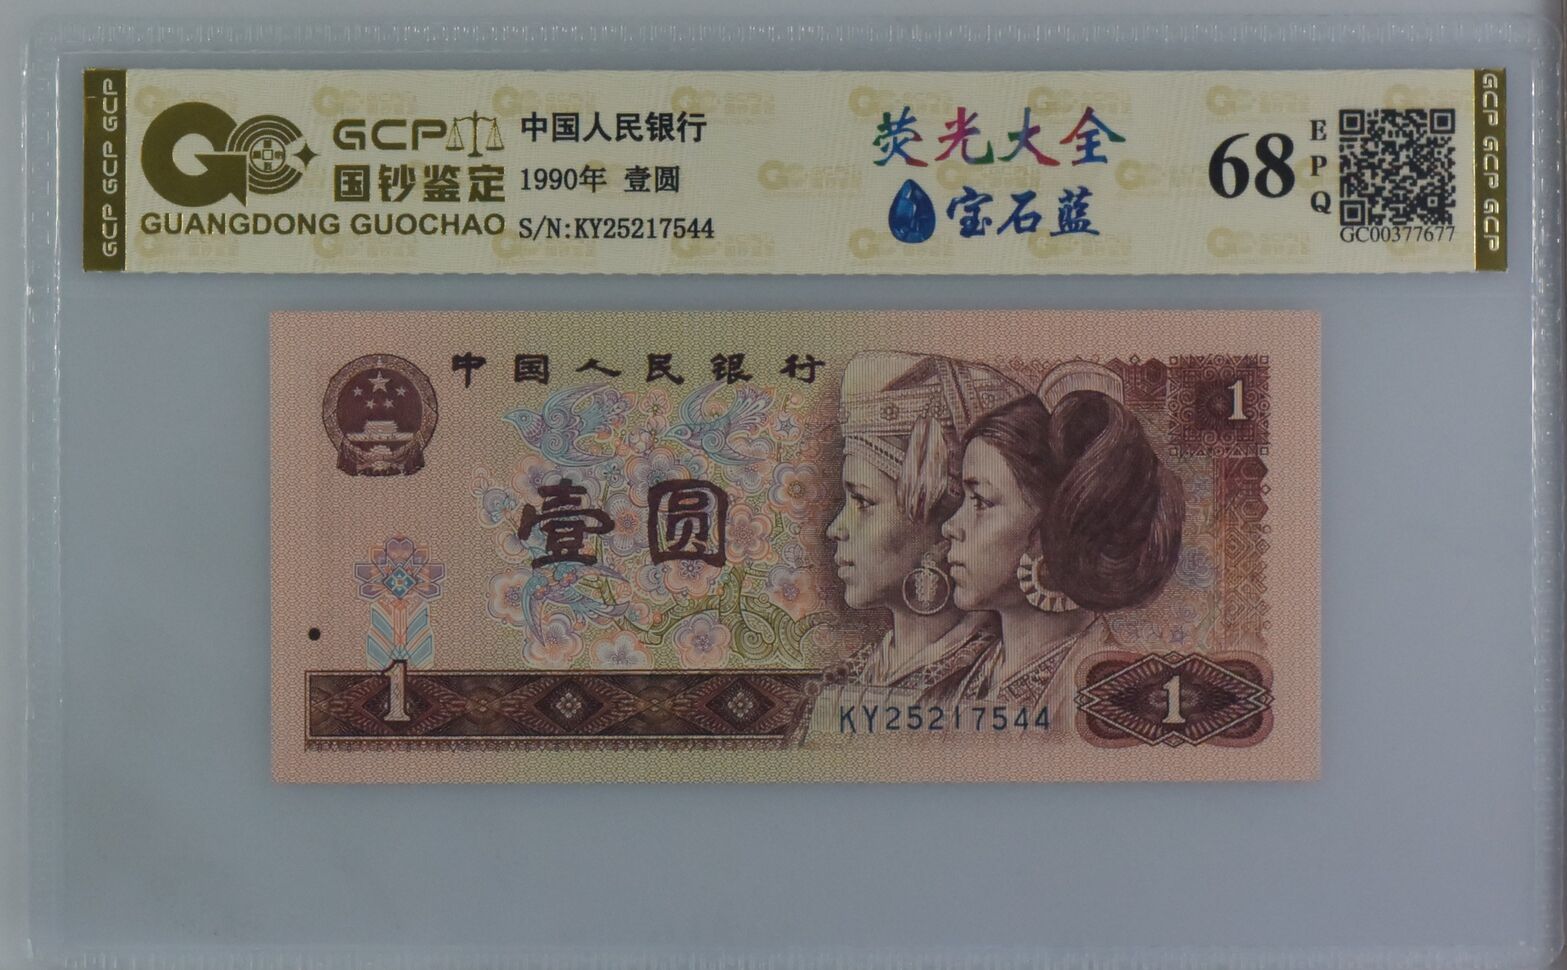 GCP GCP GCP
GCP
国钞鉴定
GUANGDONG GUOCHAO
中国人民银行
1990年 壹圆
S/N:KY25217544
荧光大全
宝石蓝
68
EPQ
GC00377677
GCP GCP GCP
中国人民银行
1
壹圆
1
KY25217544
1